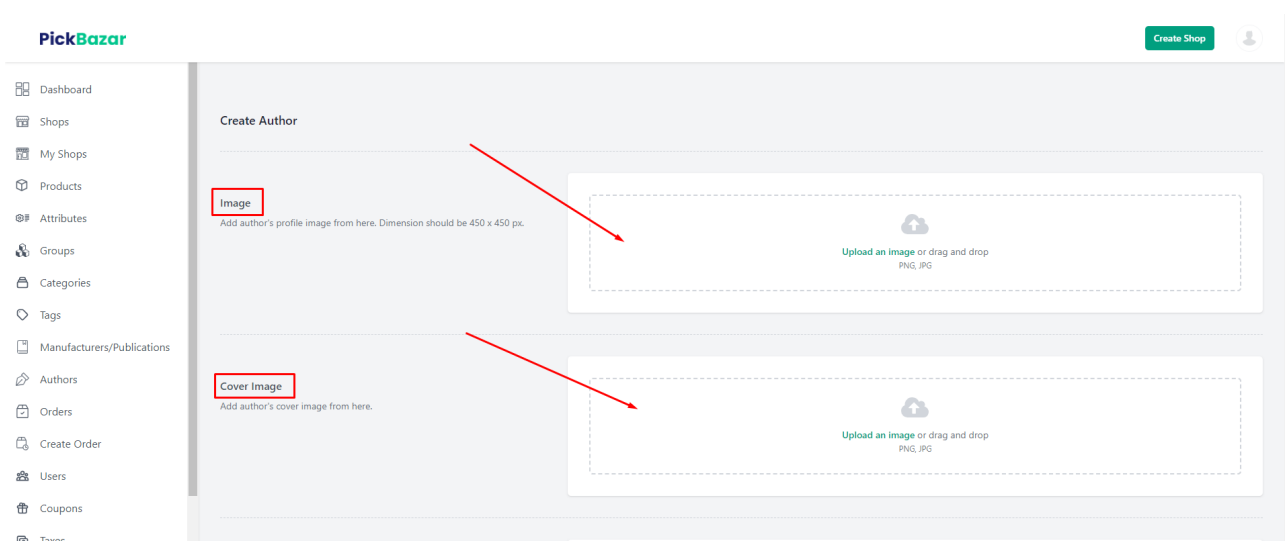 PickBazar
Create Shop
Dashboard
Shops
My Shops
Products
Attributes
Groups
Categories
Tags
Manufacturers/Publications
Authors
Orders
Create Order
Users
Coupons
Taxes
Create Author
Image
Add author's profile image from here. Dimension should be 450 x 450 px.
Upload an image or drag and drop
PNG, JPG
Cover Image
Add author's cover image from here.
Upload an image or drag and drop
PNG, JPG